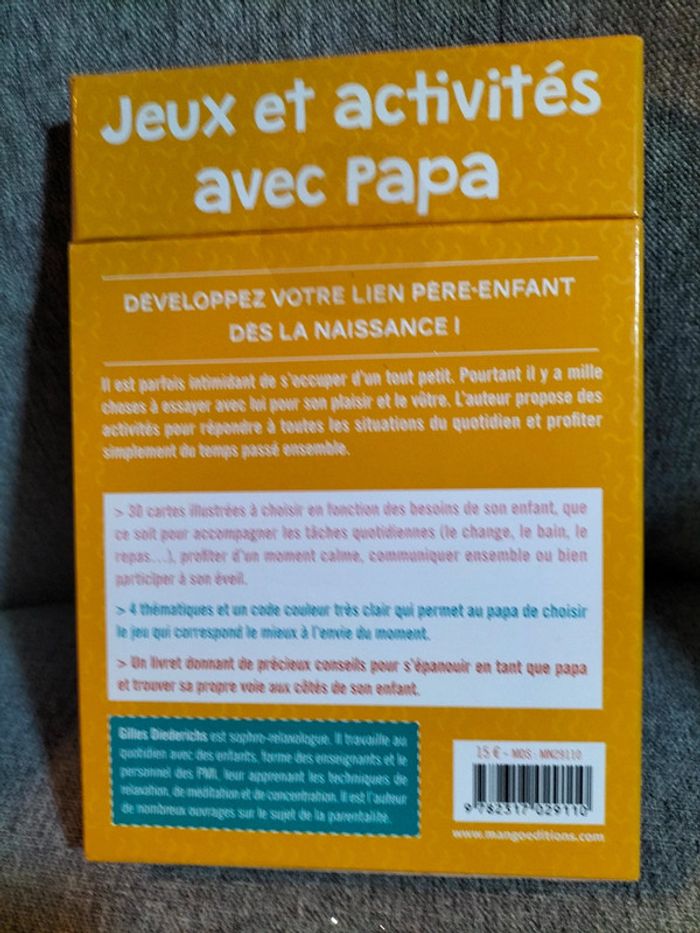 Jeux et activités
avec Papa
DÉVELOPPEZ VOTRE LIEN PÈRE-ENFANT
DÈS LA NAISSANCE !
Il est parfois intimidant de s'occuper d'un tout petit. Pourtant il y a mille
choses à essayer avec lui pour son plaisir et le vôtre. L'auteur propose des
activités pour répondre à toutes les situations du quotidien et profiter
simplement du temps passé ensemble.
> 30 cartes illustrées à choisir en fonction des besoins de son enfant, que
ce soit pour accompagner les tâches quotidiennes (le change, le bain, le
repas...), profiter d'un moment calme, communiquer ensemble ou bien
participer à son éveil.
> 4 thématiques et un code couleur très clair qui permet au papa de choisir
le jeu qui correspond le mieux à l'envie du moment.
> Un livret donnant de précieux conseils pour s'épanouir en tant que papa
et trouver sa propre voie aux côtés de son enfant.
Gilles Diederichs est sophro-relaxologue. Il travaille au
quotidien avec des enfants, forme des enseignants et le
personnel des PMI, leur apprenant les techniques de
relaxation, de méditation et de concentration. Il est l'auteur
de nombreux ouvrages sur le sujet de la parentalité.
15 € - MDS : MN29110
9 782317 029110
www.mangoeditions.com